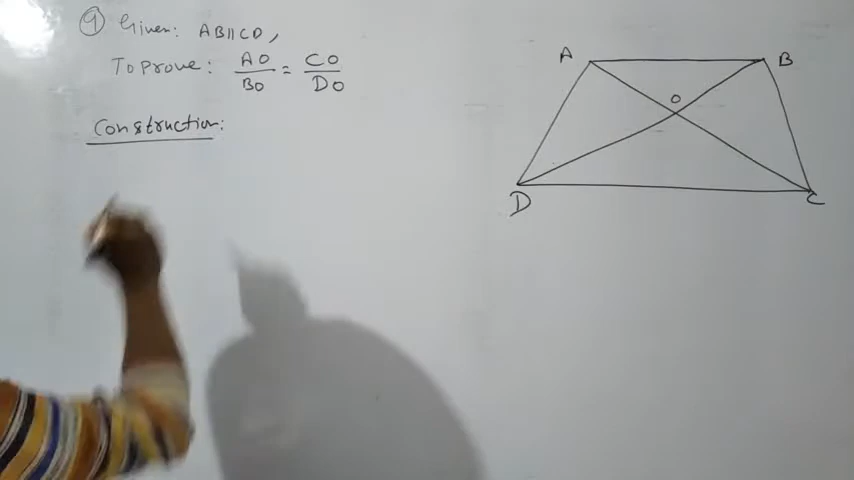 9 Given: AB||CD,
To prove: AO/BO = CO/DO
Construction:
A B
O
D C